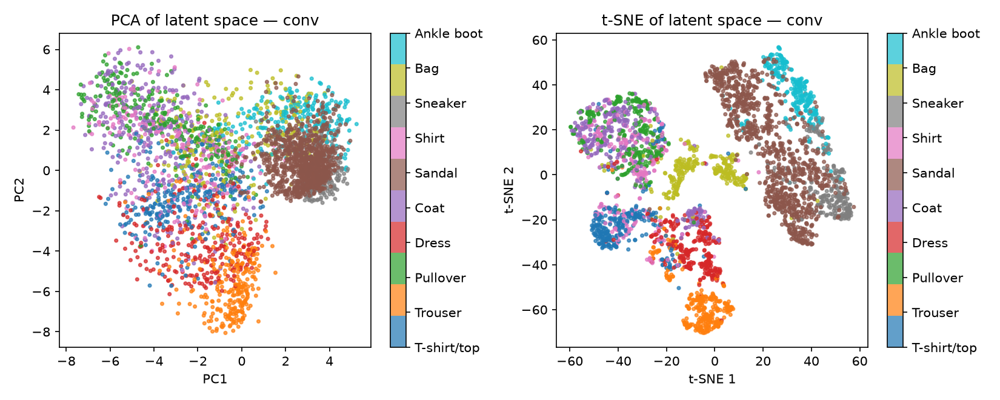 PCA of latent space — conv
6
4
2
0
−2
−4
−6
−8
PC2
−8
−6
−4
−2
0
2
4
PC1
Ankle boot
Bag
Sneaker
Shirt
Sandal
Coat
Dress
Pullover
Trouser
T-shirt/top
t-SNE of latent space — conv
60
40
20
0
−20
−40
−60
t-SNE 2
−60
−40
−20
0
20
40
60
t-SNE 1
Ankle boot
Bag
Sneaker
Shirt
Sandal
Coat
Dress
Pullover
Trouser
T-shirt/top